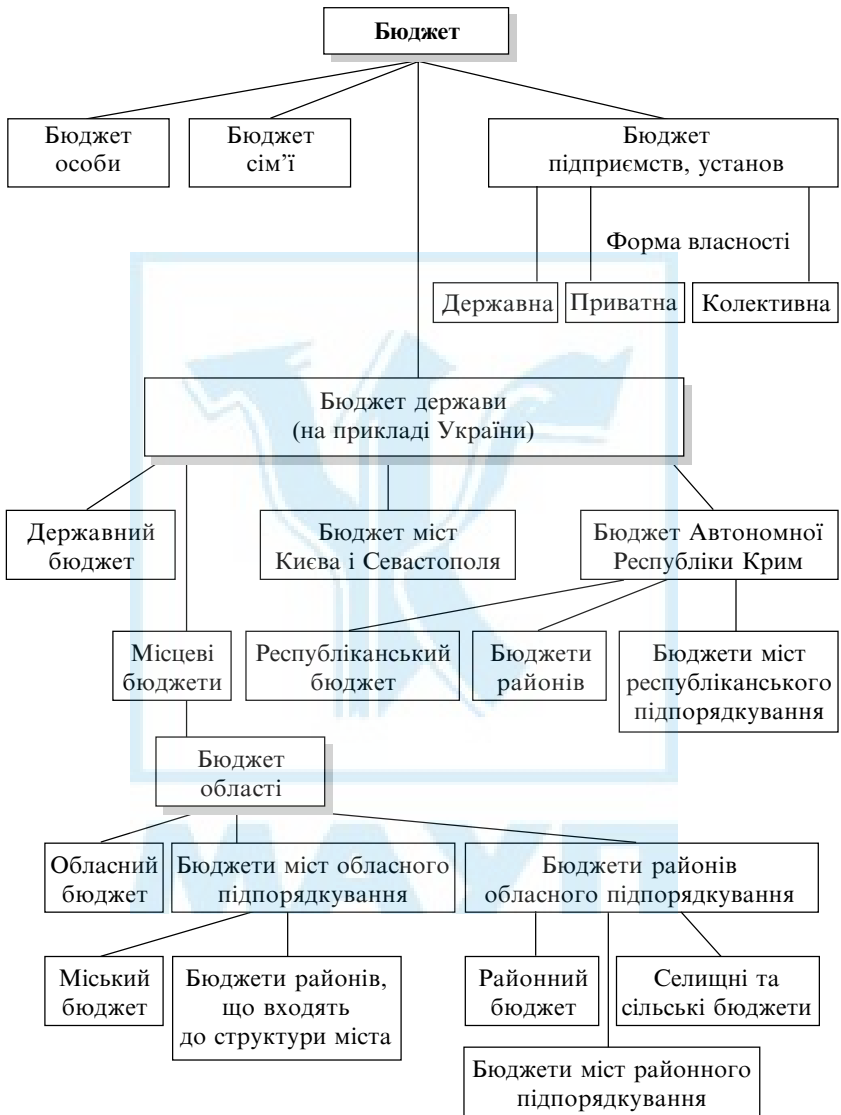 Бюджет
Бюджет
особи
Бюджет
сім’ї
Бюджет
підприємств, установ
Форма власності
Державна
Приватна
Колективна
Бюджет держави
(на прикладі України)
Державний
бюджет
Бюджет міст
Києва і Севастополя
Бюджет Автономної
Республіки Крим
Місцеві
бюджети
Республіканський
бюджет
Бюджети
районів
Бюджети міст
республіканського
підпорядкування
Бюджет
області
МАУП
Обласний
бюджет
Бюджети міст обласного
підпорядкування
Бюджети районів
обласного підпорядкування
Міський
бюджет
Бюджети районів,
що входять
до структури міста
Районний
бюджет
Селищні та
сільські бюджети
Бюджети міст районного
підпорядкування